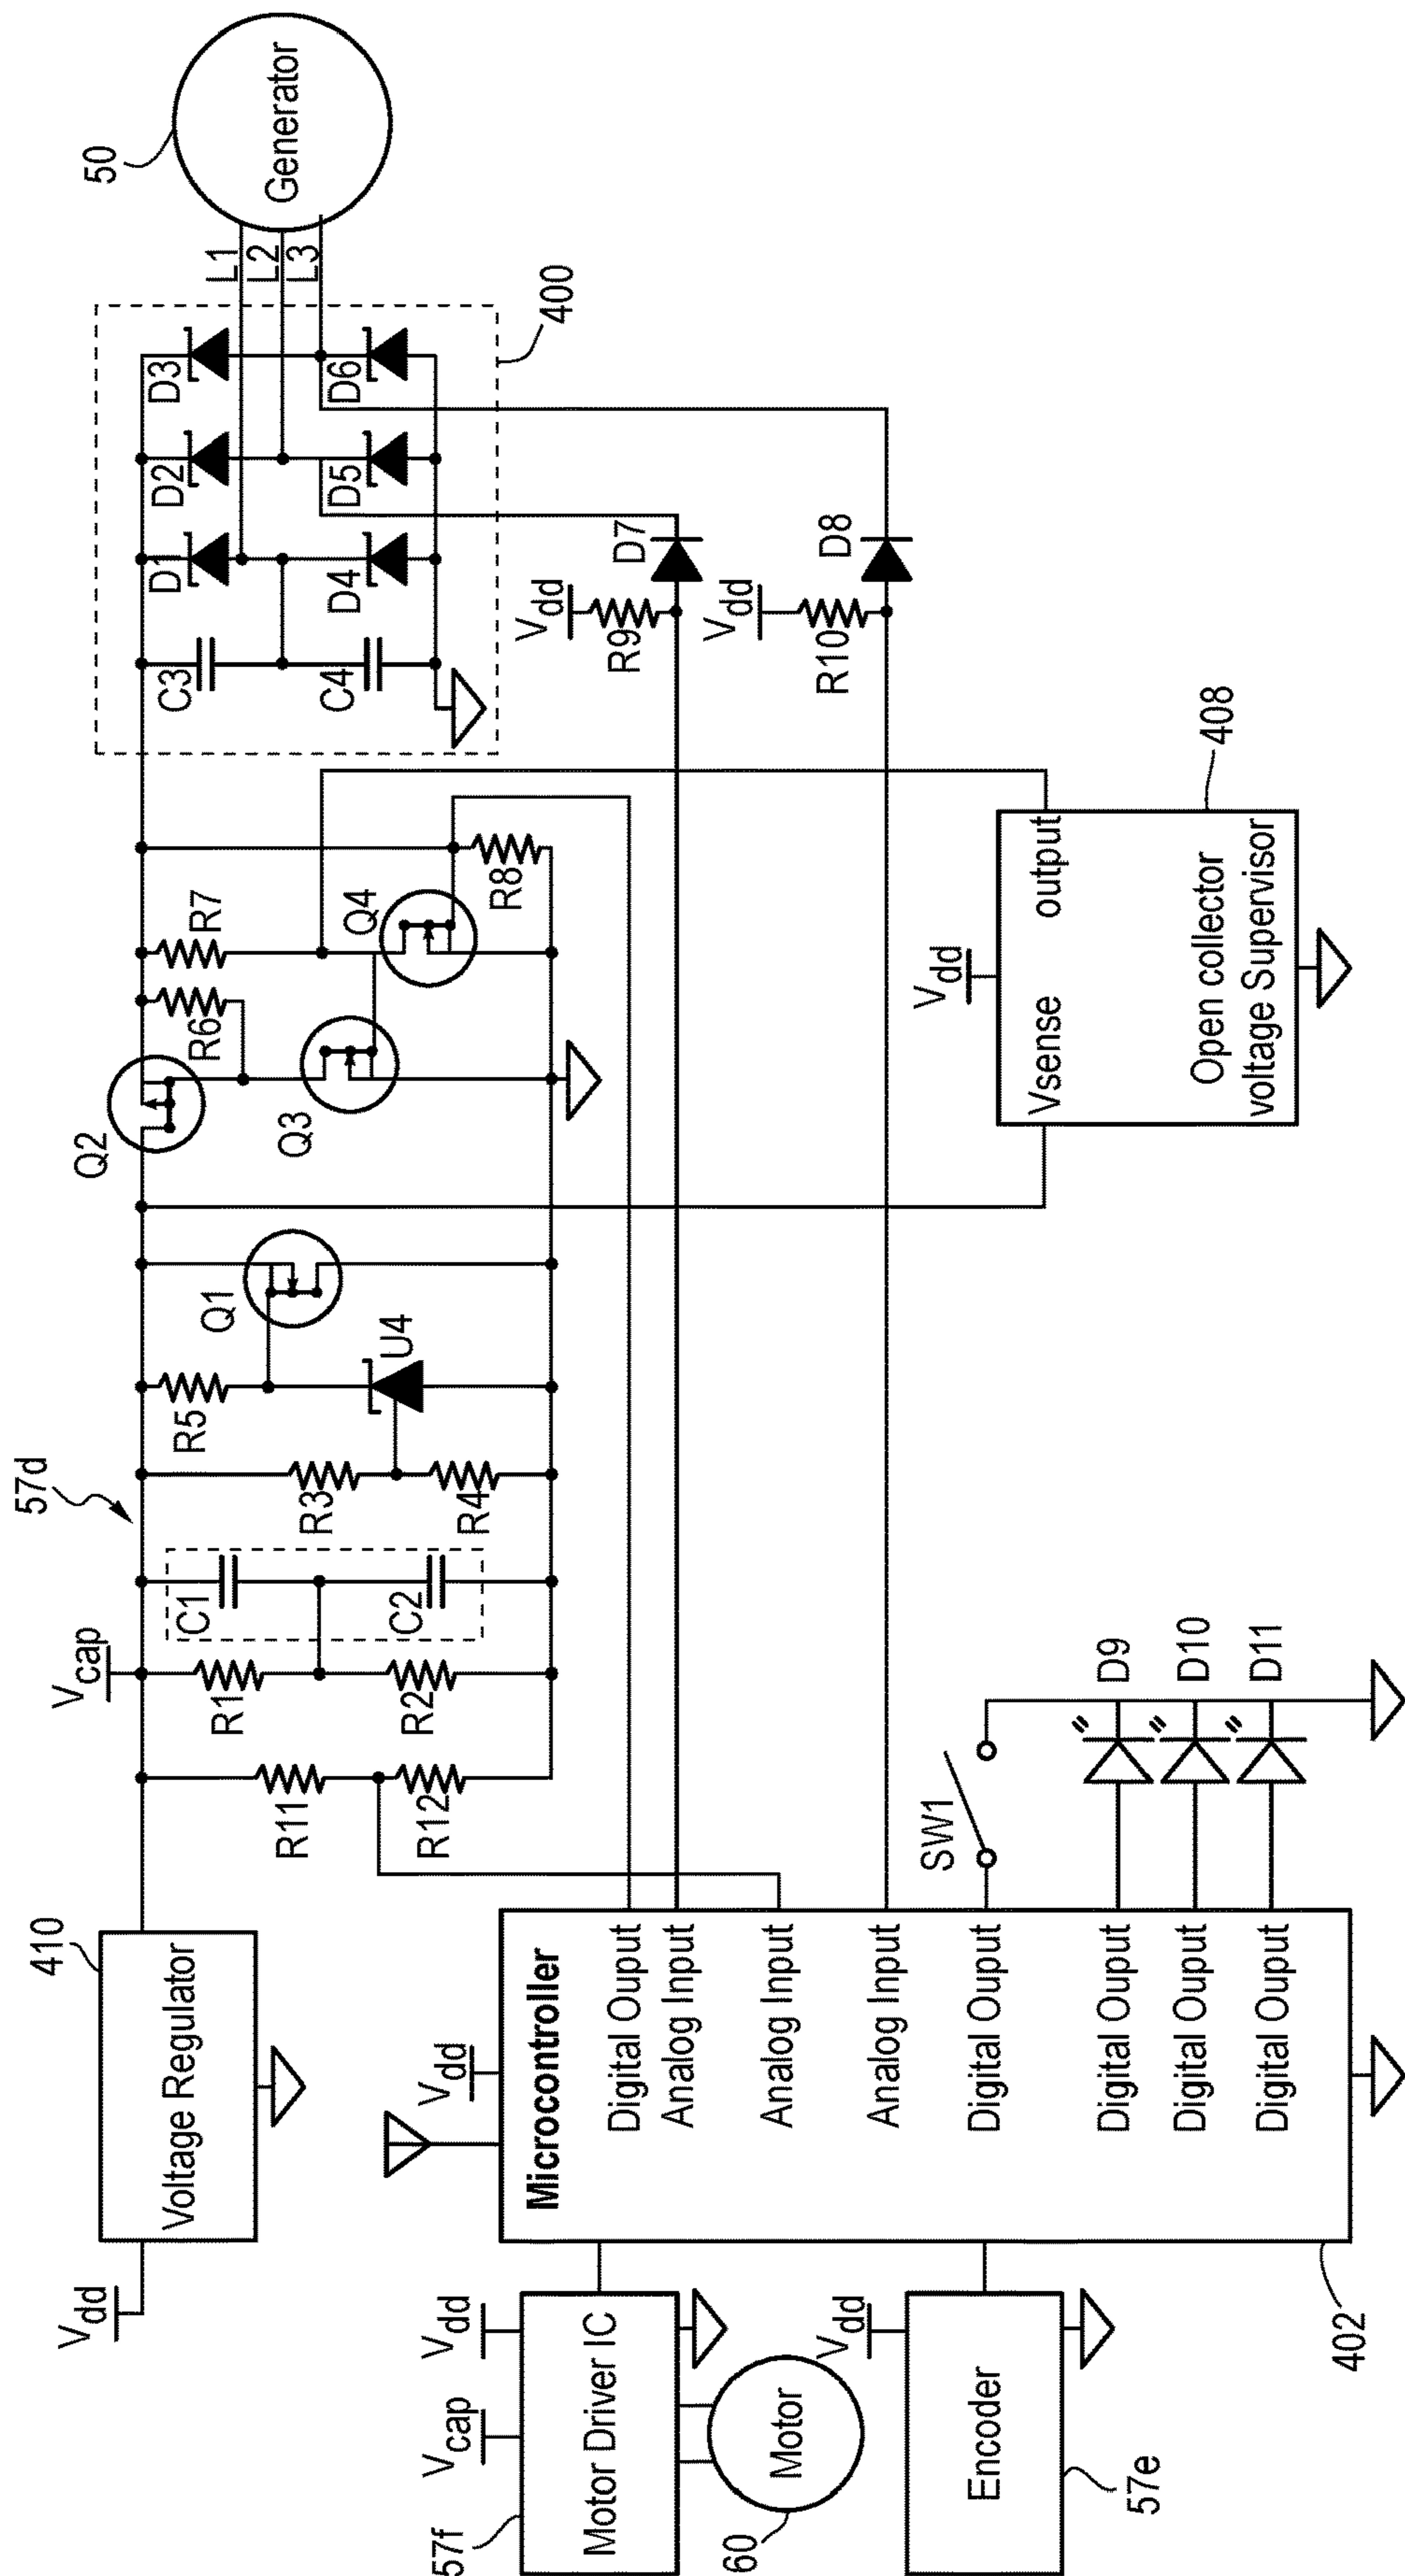 50
Generator
L1
L2
L3
400
D3
D2
D1
D6
D5
D4
C3
C4
D7
D8
Vdd
R9
Vdd
R10
408
output
Vdd
Vsense
Open collector
voltage Supervisor
R8
Q4
R7
R6
Q3
Q2
Q1
U4
R5
R3
R4
57d
C1
C2
Vcap
R1
R2
R11
R12
SW1
D9
D10
D11
410
Voltage Regulator
Vdd
Vdd
Microcontroller
Digital Ouput
Analog Input
Analog Input
Analog Input
Digital Ouput
Digital Output
Digital Output
Digital Ouput
402
Vdd
Vcap
Motor Driver IC
57f
Motor
60
Vdd
Encoder
57e